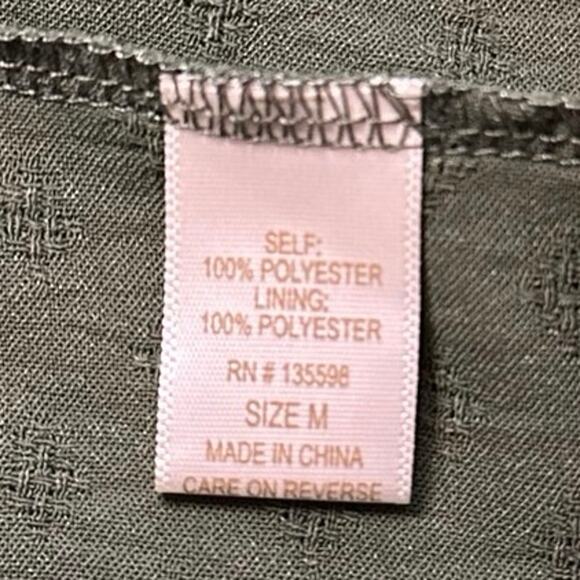 SELF:
100% POLYESTER
LINING:
100% POLYESTER
RN # 135598
SIZE M
MADE IN CHINA
CARE ON REVERSE